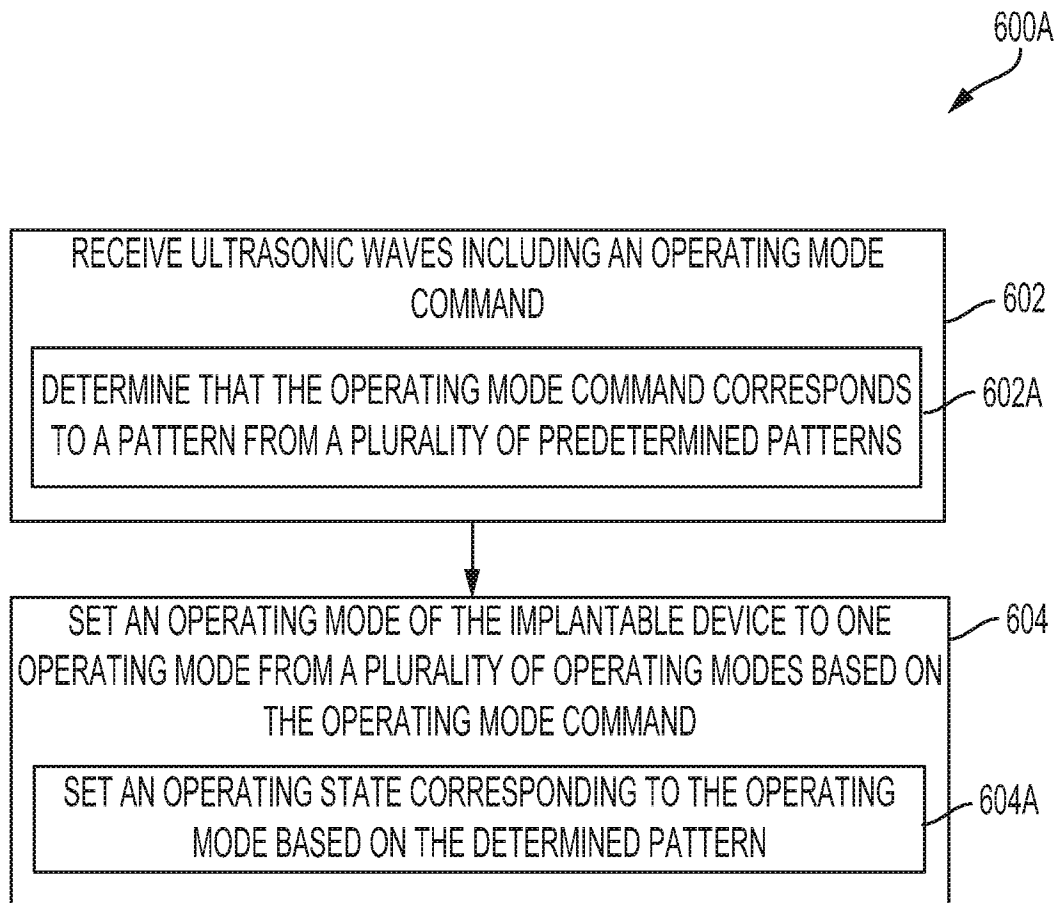 600A
RECEIVE ULTRASONIC WAVES INCLUDING AN OPERATING MODE
COMMAND
602
DETERMINE THAT THE OPERATING MODE COMMAND CORRESPONDS
TO A PATTERN FROM A PLURALITY OF PREDETERMINED PATTERNS
602A
SET AN OPERATING MODE OF THE IMPLANTABLE DEVICE TO ONE
OPERATING MODE FROM A PLURALITY OF OPERATING MODES BASED ON
THE OPERATING MODE COMMAND
604
SET AN OPERATING STATE CORRESPONDING TO THE OPERATING
MODE BASED ON THE DETERMINED PATTERN
604A